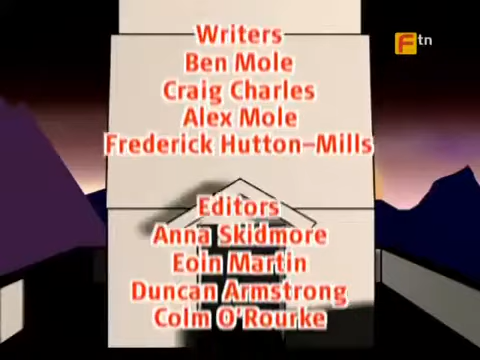 Writers
Ftn
Ben Mole
Craig Charles
Alex Mole
Frederick Hutton–Mills
Editors
Anna Skidmore
Eoin Martin
Duncan Armstrong
Colm O'Rourke